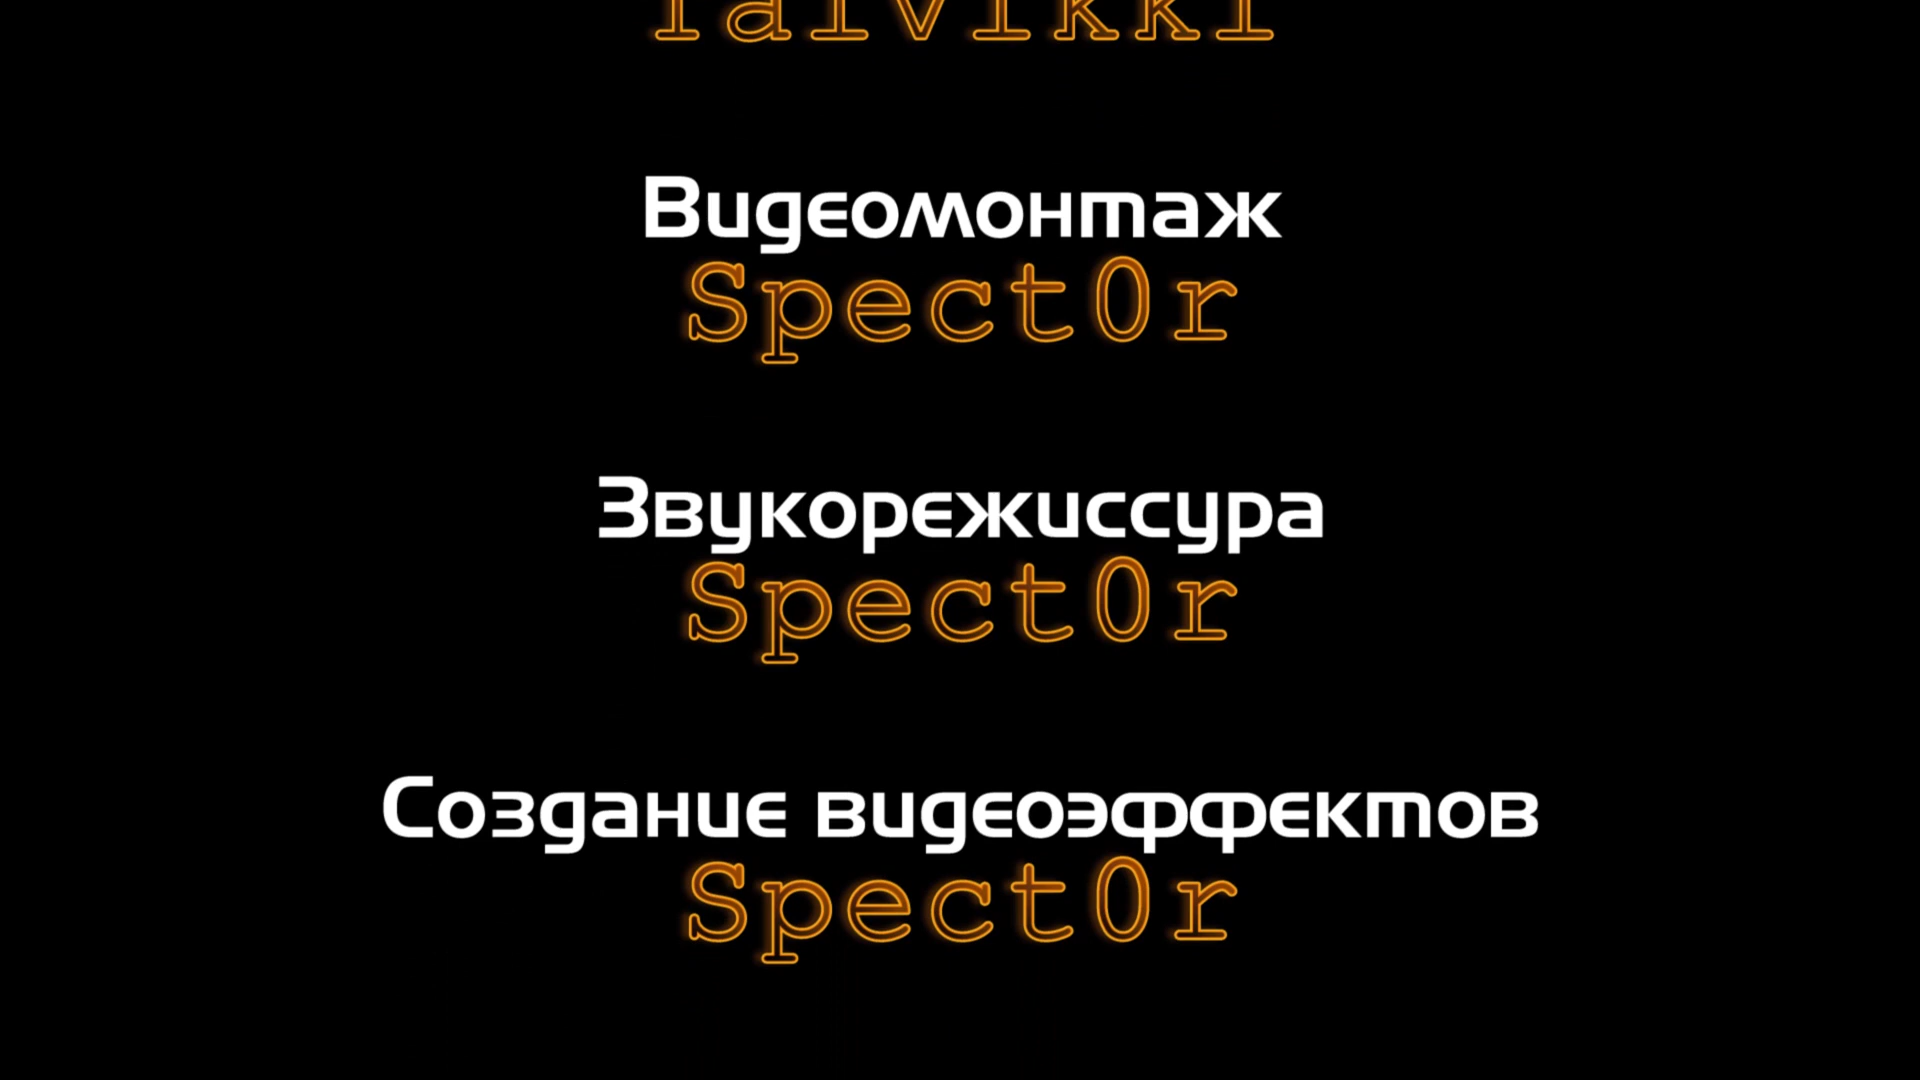 Видеомонтаж
Spect0r
Звукорежиссура
Spect0r
Создание видеоэффектов
Spect0r